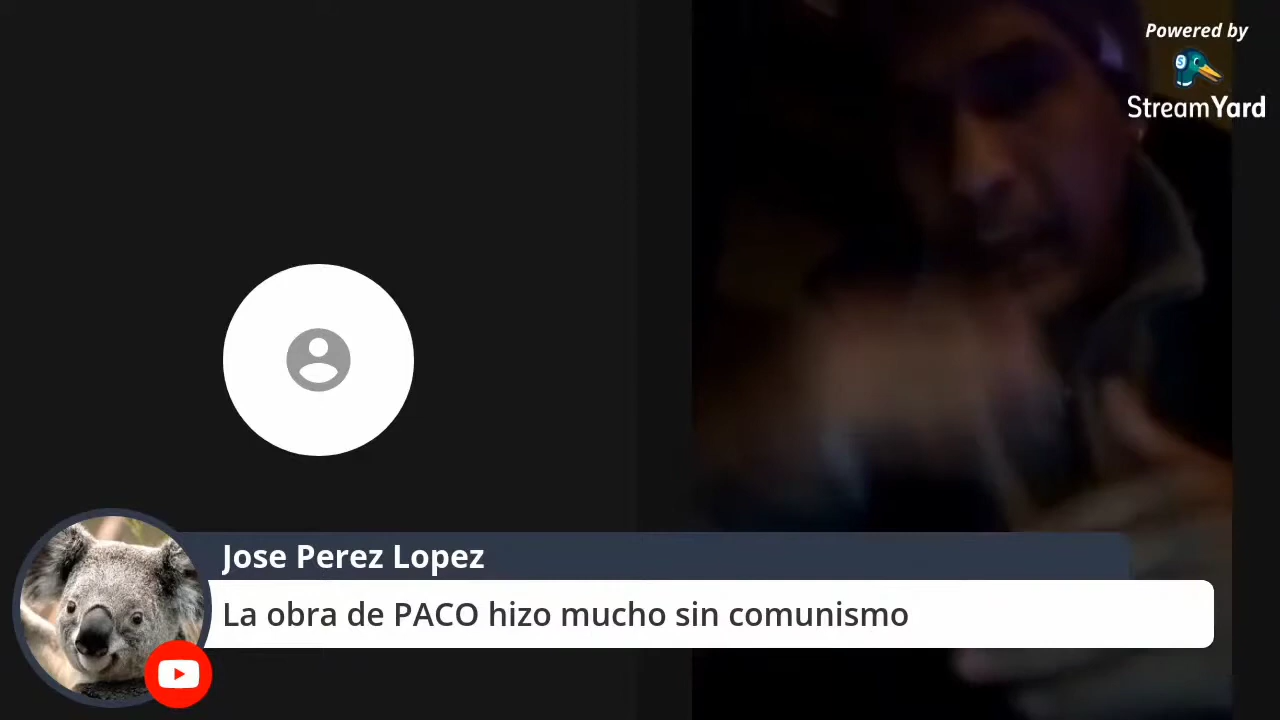 Powered by
StreamYard
Jose Perez Lopez
La obra de PACO hizo mucho sin comunismo